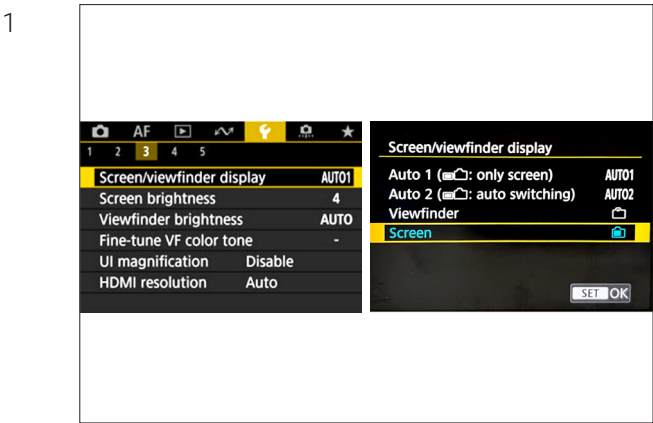 1
AF
1 2 3 4 5
Screen/viewfinder display AUTO1
Screen brightness 4
Viewfinder brightness AUTO
Fine-tune VF color tone -
UI magnification Disable
HDMI resolution Auto
Screen/viewfinder display
Auto 1 (: only screen) AUTO1
Auto 2 (: auto switching) AUTO2
Viewfinder
Screen
SET OK